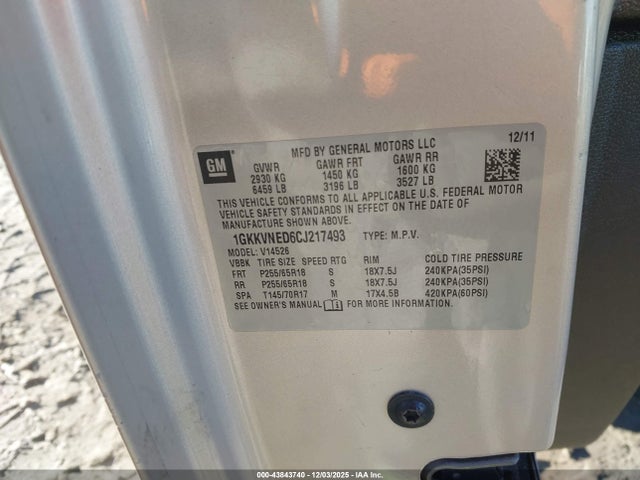 GM
MFD BY GENERAL MOTORS LLC 12/11
GVWR GAWR FRT GAWR RR
2930 KG 1450 KG 1600 KG
6459 LB 3196 LB 3527 LB
THIS VEHICLE CONFORMS TO ALL APPLICABLE U.S. FEDERAL MOTOR
VEHICLE SAFETY STANDARDS IN EFFECT ON THE DATE OF
MANUFACTURE SHOWN ABOVE.
1GKKVNED6CJ217493 TYPE: M.P.V.
MODEL: V14526
VBBK TIRE SIZE SPEED RTG RIM COLD TIRE PRESSURE
FRT P255/65R18 S 18X7.5J 240KPA(35PSI)
RR P255/65R18 S 18X7.5J 240KPA(35PSI)
SPA T145/70R17 M 17X4.5B 420KPA(60PSI)
SEE OWNER'S MANUAL FOR MORE INFORMATION.
000-43843740 - 12/03/2025 - IAAI.COM